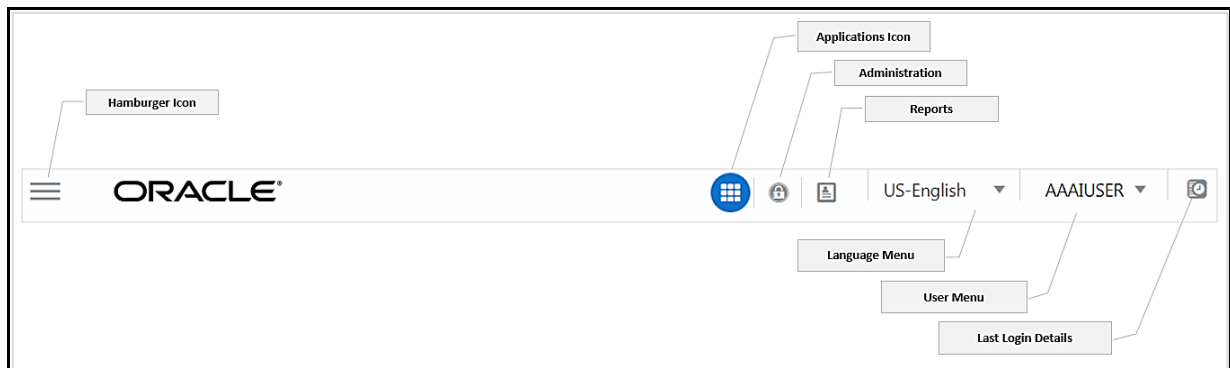 Applications Icon
Administration
Hamburger Icon
Reports
ORACLE
US-English
AAAIUSER
Language Menu
User Menu
Last Login Details